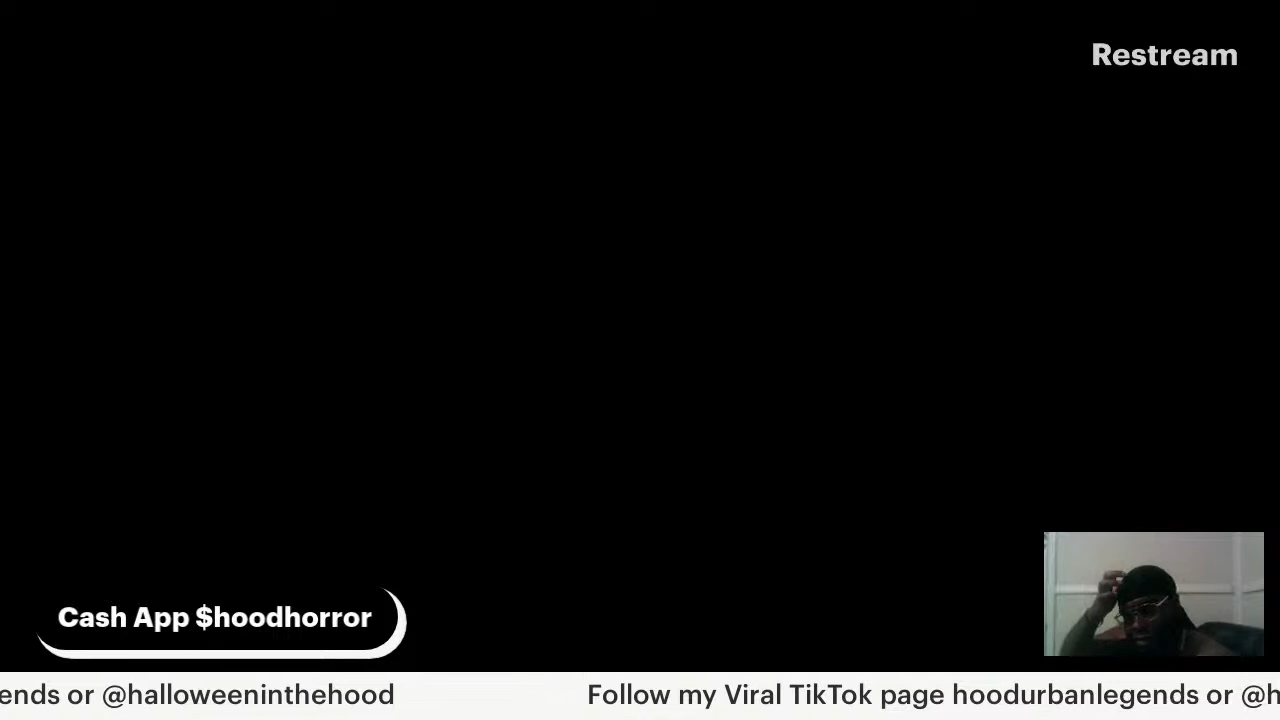 Restream
Cash App $hoodhorror
ends or @halloweeninthehood Follow my Viral TikTok page hoodurbanlegends or @h